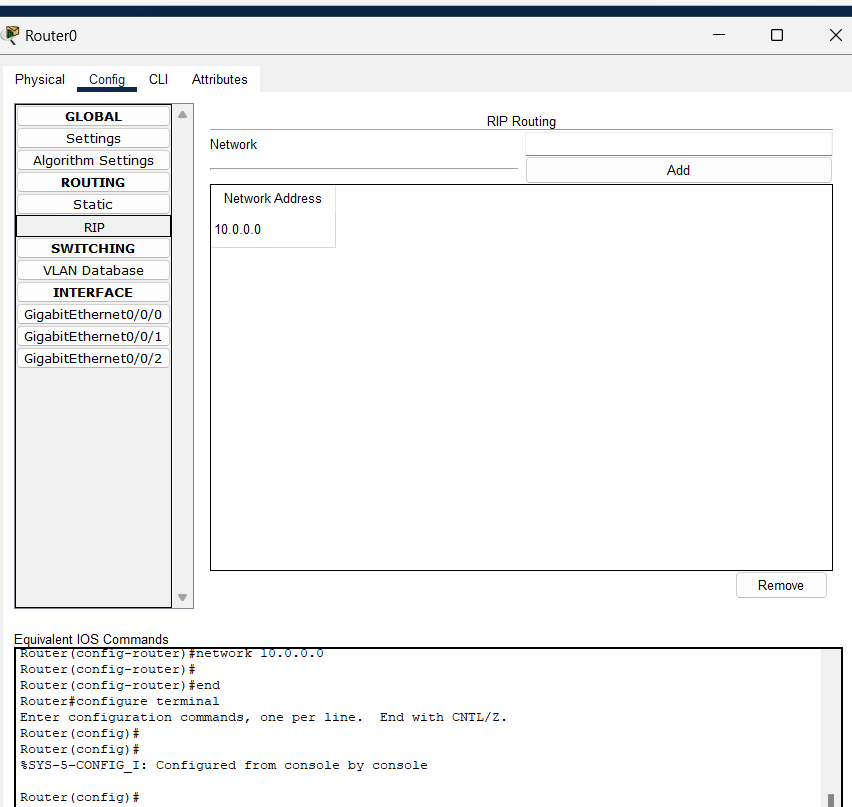 Router0
Physical Config CLI Attributes
GLOBAL
Settings
Algorithm Settings
ROUTING
Static
RIP
SWITCHING
VLAN Database
INTERFACE
GigabitEthernet0/0/0
GigabitEthernet0/0/1
GigabitEthernet0/0/2
RIP Routing
Network
Add
Network Address
10.0.0.0
Remove
Equivalent IOS Commands
Router(config-router)#network 10.0.0.0
Router(config-router)#
Router(config-router)#end
Router#configure terminal
Enter configuration commands, one per line.  End with CNTL/Z.
Router(config)#
Router(config)#
%SYS-5-CONFIG_I: Configured from console by console
Router(config)#